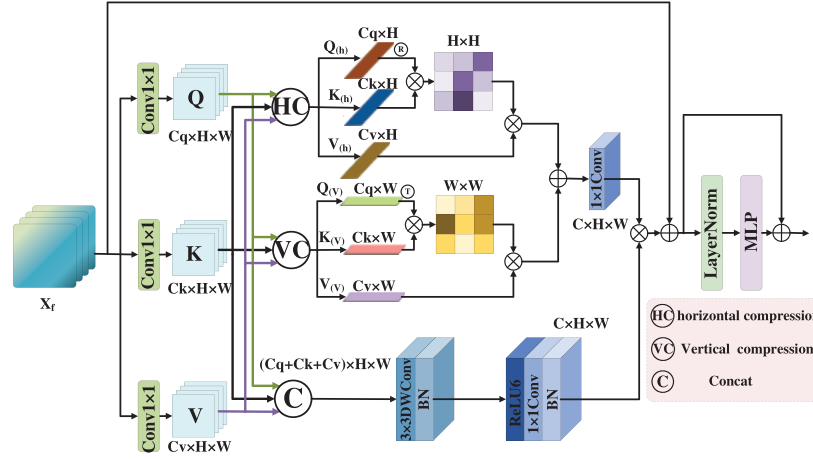 Conv1×1
Q
Cq×H×W
HC
Q(h)
Cq×H
R
K(h)
Ck×H
V(h)
Cv×H
H×H
Conv1×1
K
Ck×H×W
VC
Q(V)
Cq×W
T
K(V)
Ck×W
V(V)
Cv×W
W×W
1×1Conv
C×H×W
LayerNorm
MLP
Xf
Conv1×1
V
Cv×H×W
C
(Cq+Ck+Cv)×H×W
3×3DWConv
BN
ReLU6
1×1Conv
BN
C×H×W
HC horizontal compression
VC Vertical compression
C Concat